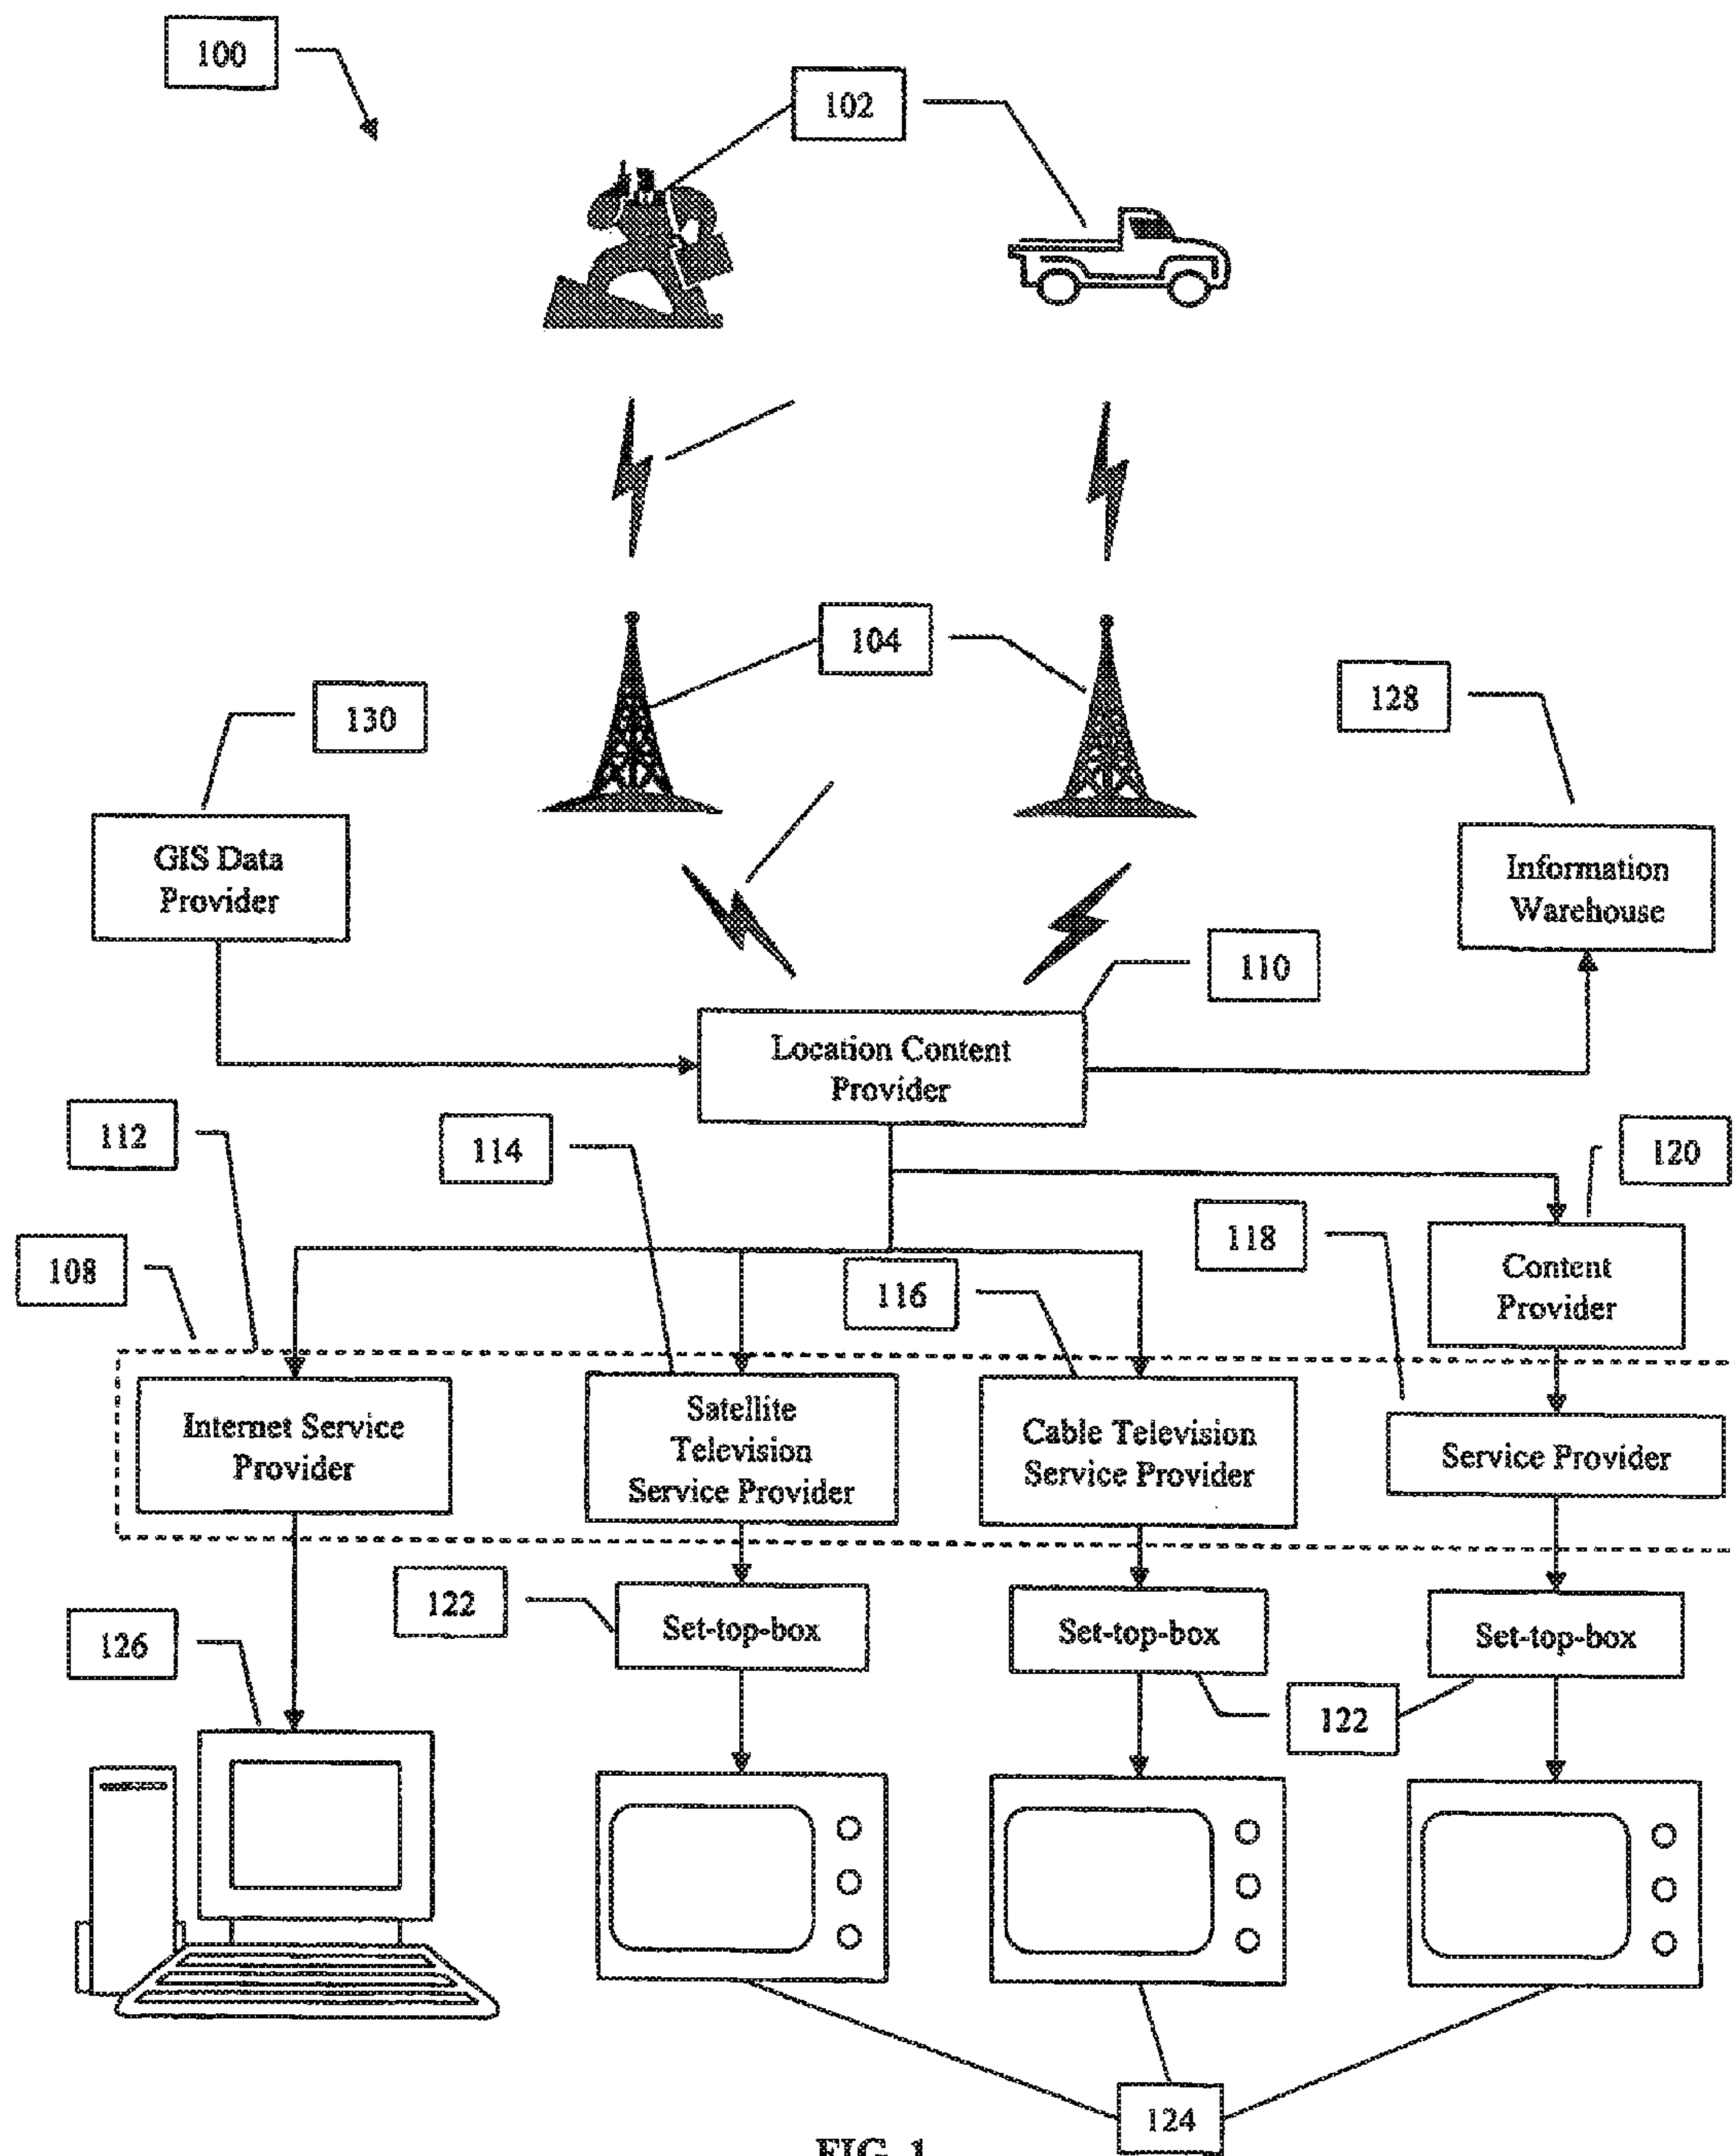 100
102
104
128
130
GIS Data
Provider
Information
Warehouse
110
Location Content
Provider
112
114
120
118
108
116
Content
Provider
Internet Service
Provider
Satellite
Television
Service Provider
Cable Television
Service Provider
Service Provider
122
126
Set-top-box
Set-top-box
Set-top-box
122
124
FIG. 1